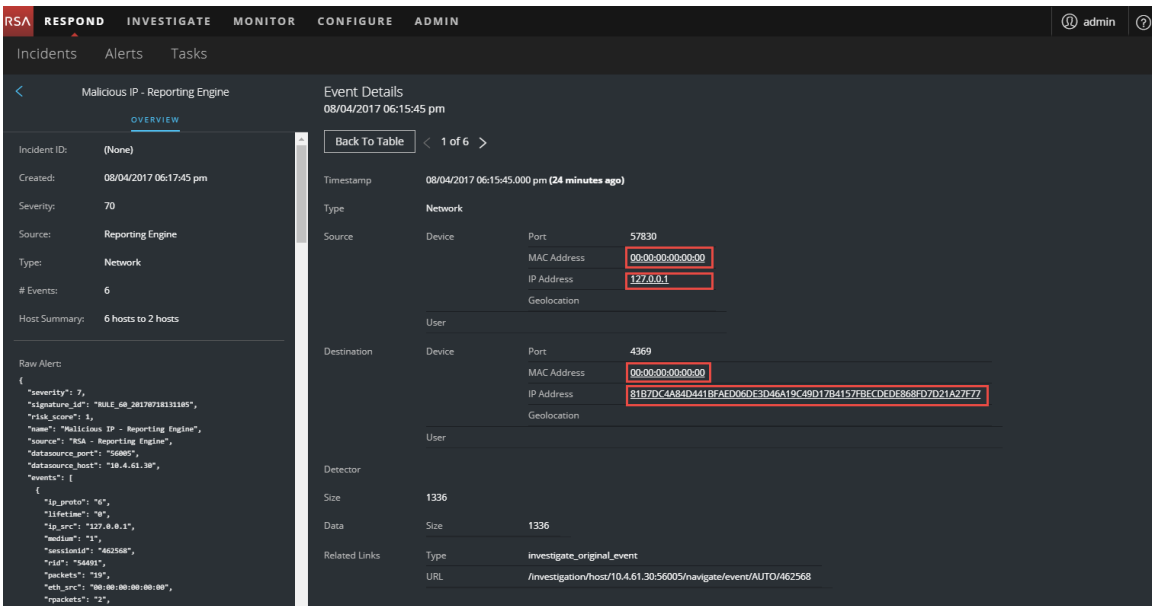 RSA RESPOND INVESTIGATE MONITOR CONFIGURE ADMIN admin ?
Incidents Alerts Tasks
Malicious IP - Reporting Engine
OVERVIEW
Incident ID: (None)
Created: 08/04/2017 06:17:45 pm
Severity: 70
Source: Reporting Engine
Type: Network
# Events: 6
Host Summary: 6 hosts to 2 hosts
Raw Alert:
{
"severity": 7,
"signature_id": "RULE_60_20170718131105",
"risk_score": 1,
"name": "Malicious IP - Reporting Engine",
"source": "RSA - Reporting Engine",
"datasource_port": "56005",
"datasource_host": "10.4.61.30",
"events": [
{
"ip_proto": "6",
"lifetime": "0",
"ip_src": "127.0.0.1",
"medium": "1",
"sessionid": "462568",
"rid": "54491",
"packets": "19",
"eth_src": "00:00:00:00:00:00",
"rpackets": "2",
Event Details
08/04/2017 06:15:45 pm
Back To Table < 1 of 6 >
Timestamp 08/04/2017 06:15:45.000 pm (24 minutes ago)
Type Network
Source Device Port 57830
MAC Address 00:00:00:00:00:00
IP Address 127.0.0.1
Geolocation
User
Destination Device Port 4369
MAC Address 00:00:00:00:00:00
IP Address 81B7DC4A84D441BFAED06DE3D46A19C49D17B4157FBECDEDE868FD7D21A27F77
Geolocation
User
Detector
Size 1336
Data Size 1336
Related Links Type investigate_original_event
URL /investigation/host/10.4.61.30:56005/navigate/event/AUTO/462568